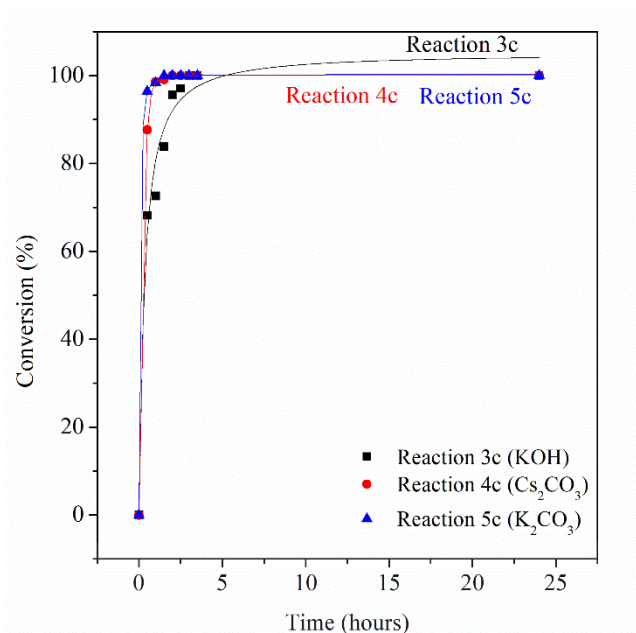 Reaction 3c
100
Reaction 4c
Reaction 5c
80
60
40
20
0
Conversion (%)
Reaction 3c (KOH)
Reaction 4c (Cs₂CO₃)
Reaction 5c (K₂CO₃)
0 5 10 15 20 25
Time (hours)